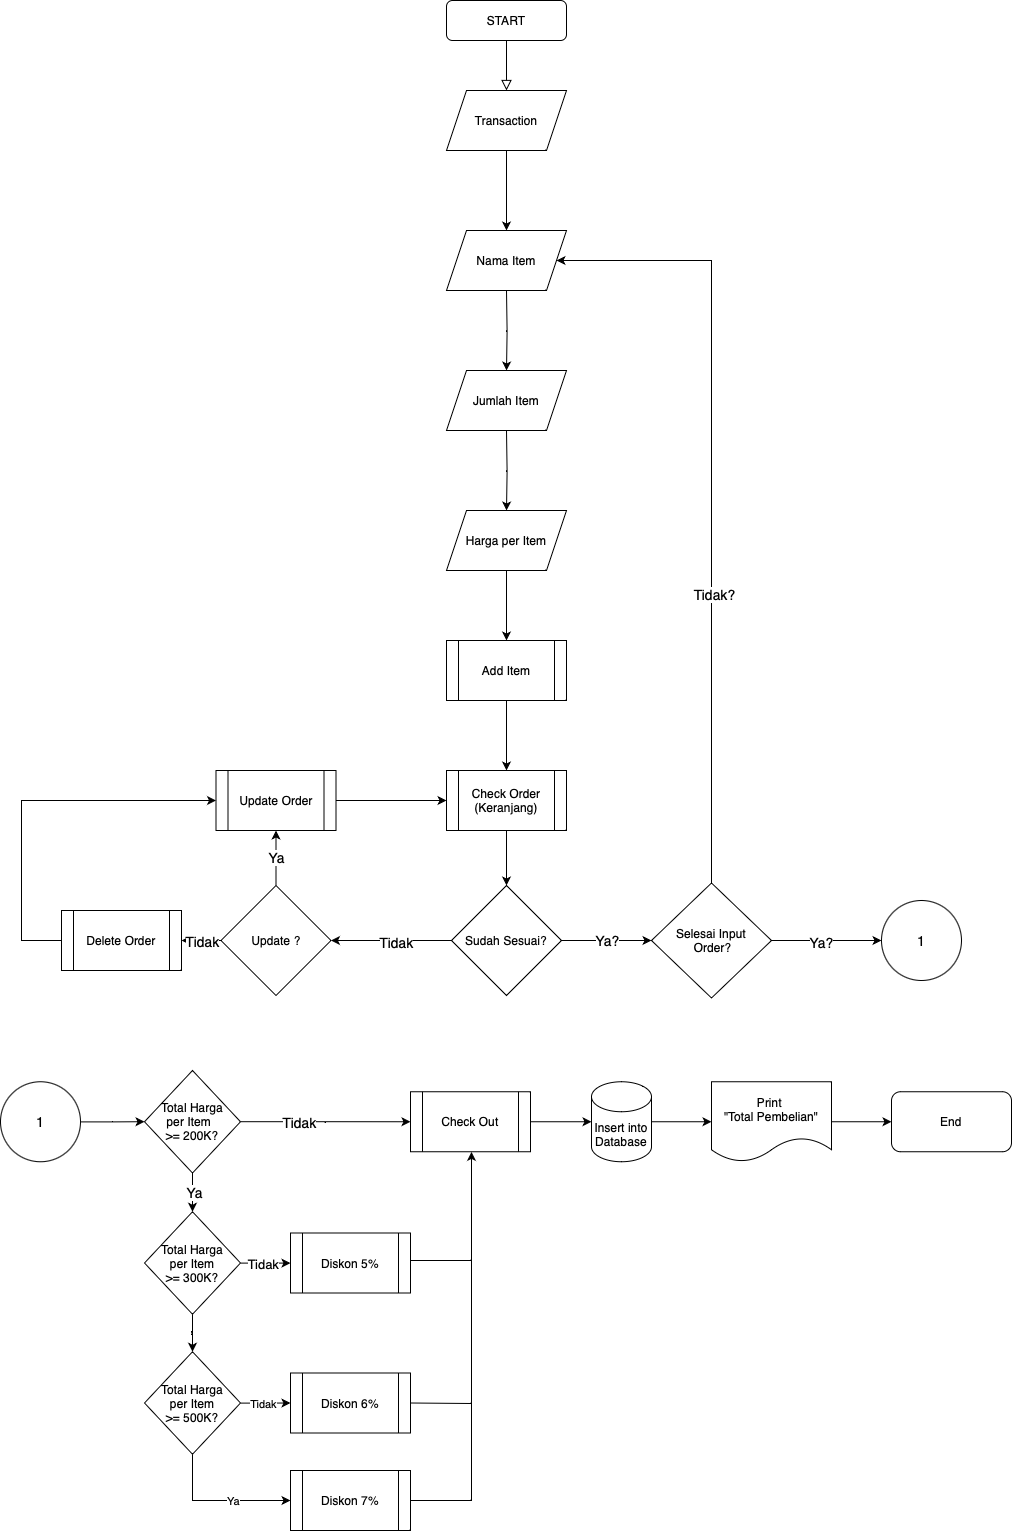 START
Transaction
Nama Item
Jumlah Item
Harga per Item
Tidak?
Add Item
Update Order
Check Order
(Keranjang)
Ya
Delete Order
Tidak
Update ?
Tidak
Sudah Sesuai?
Ya?
Selesai Input
Order?
Ya?
1
1
Total Harga
per Item
>= 200K?
Tidak
Check Out
Insert into
Database
Print
"Total Pembelian"
End
Ya
Total Harga
per Item
>= 300K?
Tidak
Diskon 5%
Total Harga
per Item
>= 500K?
Tidak
Diskon 6%
Ya
Diskon 7%